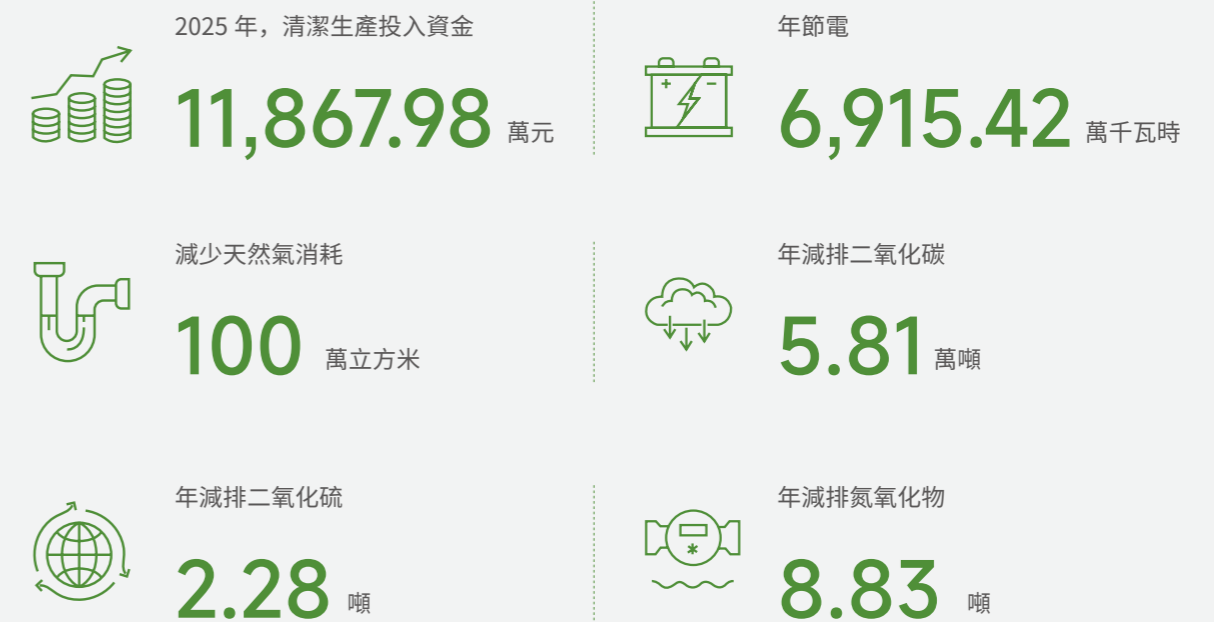 2025 年，清潔生產投入資金
11,867.98 萬元
年節電
6,915.42 萬千瓦時
減少天然氣消耗
100 萬立方米
年減排二氧化碳
5.81 萬噸
年減排二氧化硫
2.28 噸
年減排氮氧化物
8.83 噸